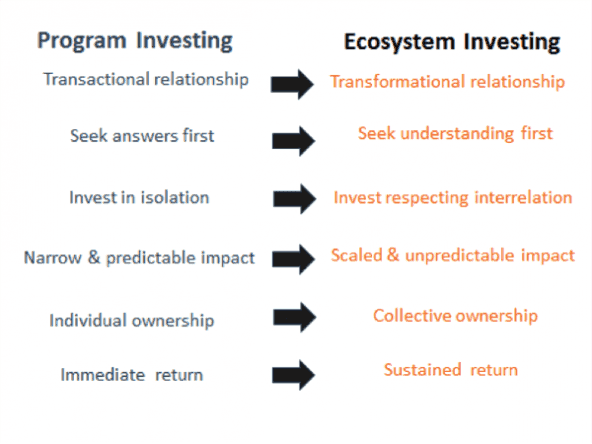 Program Investing
Ecosystem Investing
Transactional relationship
Transformational relationship
Seek answers first
Seek understanding first
Invest in isolation
Invest respecting interrelation
Narrow & predictable impact
Scaled & unpredictable impact
Individual ownership
Collective ownership
Immediate return
Sustained return